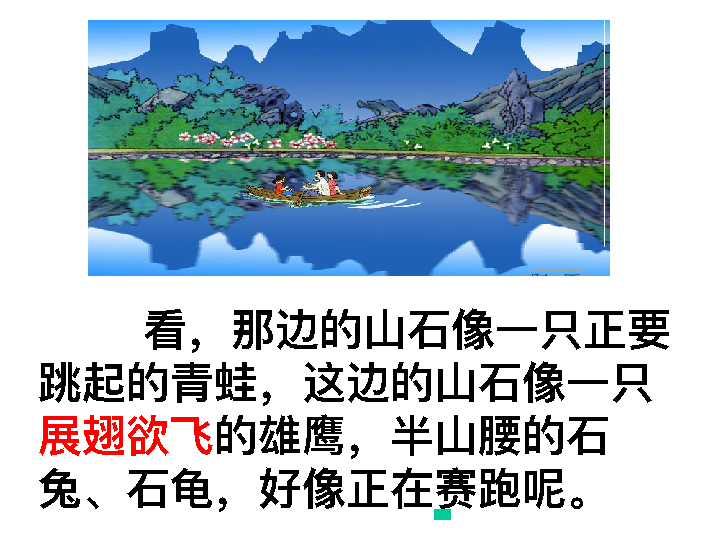 看，那边的山石像一只正要
跳起的青蛙，这边的山石像一只
展翅欲飞的雄鹰，半山腰的石
兔、石龟，好像正在赛跑呢。